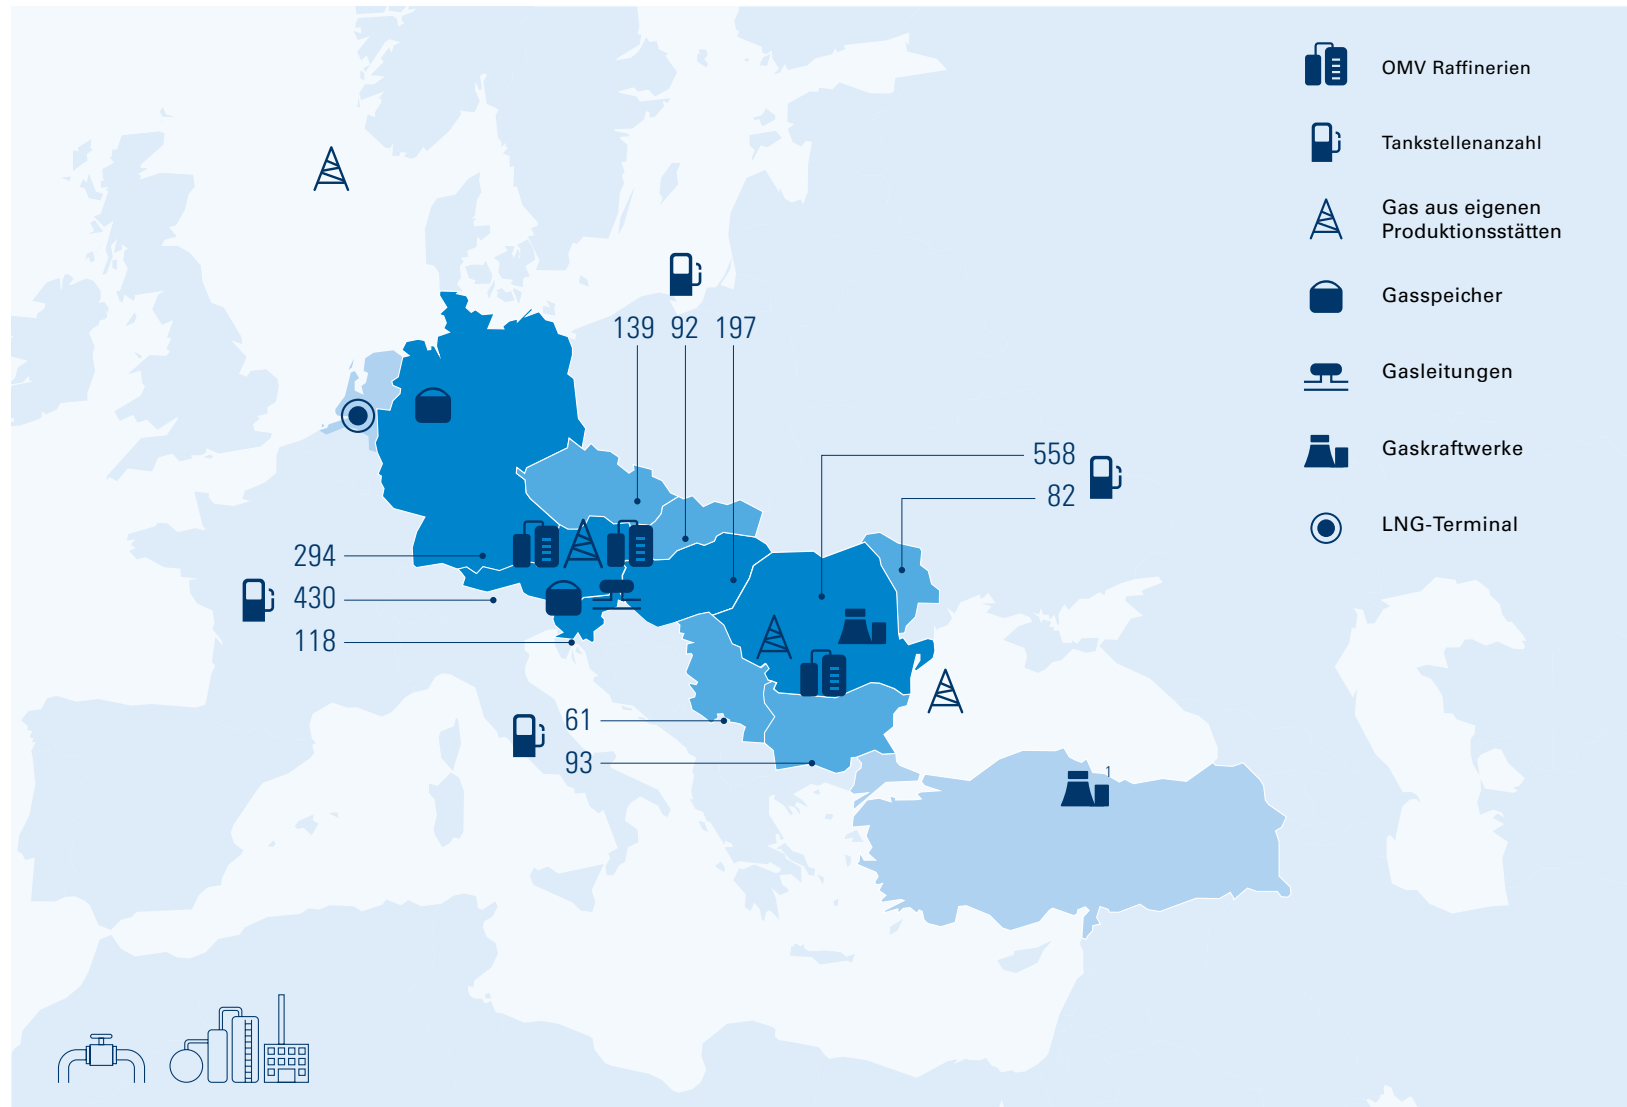 OMV Raffinerien
Tankstellenanzahl
Gas aus eigenen
Produktionsstätten
Gasspeicher
Gasleitungen
Gaskraftwerke
LNG-Terminal
139 92 197
558
82
294
430
118
61
93
1